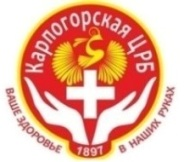 Карпогорская ЦРБ
ВАШЕ ЗДОРОВЬЕ
1897
В НАШИХ РУКАХ